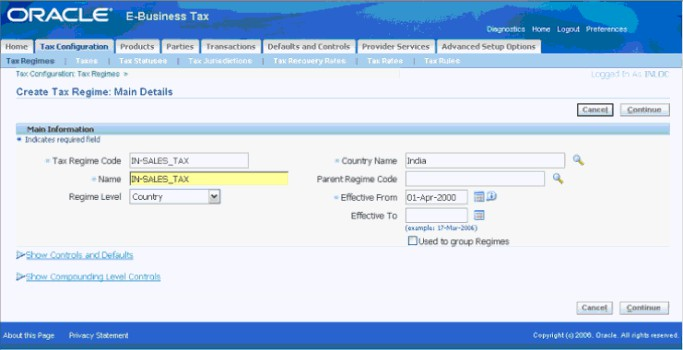 ORACLE® E-Business Tax
Diagnostics Home Logout Preferences
Home Tax Configuration Products Parties Transactions Defaults and Controls Provider Services Advanced Setup Options
Tax Regimes | Taxes | Tax Statuses | Tax Jurisdictions | Tax Recovery Rates | Tax Rates | Tax Rules
Tax Configuration: Tax Regimes »
Logged In As INLOC
Create Tax Regime: Main Details
Cancel Continue
Main Information
* Indicates required field
* Tax Regime Code IN-SALES_TAX
* Country Name India
* Name IN-SALES_TAX
Parent Regime Code
Regime Level Country
* Effective From 01-Apr-2000
Effective To
(example: 17-Mar-2006)
Used to group Regimes
Show Controls and Defaults
Show Compounding Level Controls
Cancel Continue
About this Page Privacy Statement
Copyright (c) 2006, Oracle. All rights reserved.